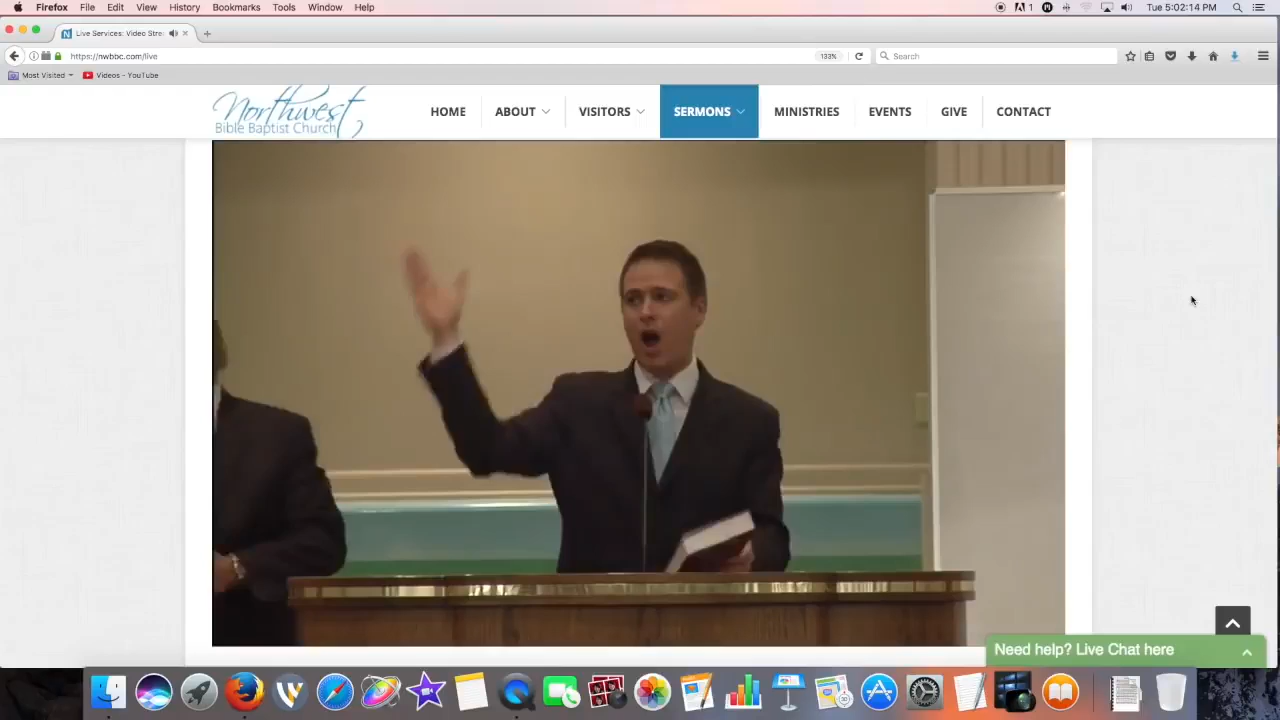 Firefox File Edit View History Bookmarks Tools Window Help 1 Tue 5:02:14 PM
Live Services: Video Stre
https://nwbbc.com/live 133% Search
Most Visited Videos - YouTube
Northwest
Bible Baptist Church
HOME ABOUT VISITORS SERMONS MINISTRIES EVENTS GIVE CONTACT
Need help? Live Chat here